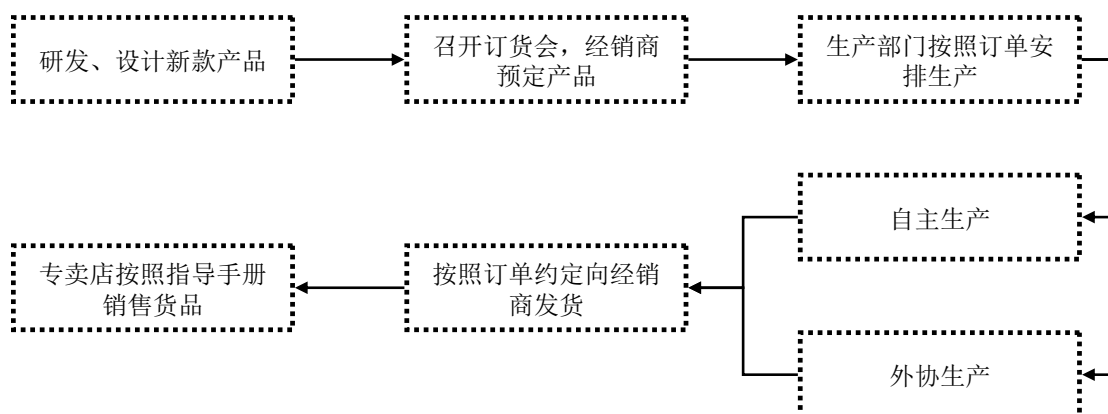 研发、设计新款产品
召开订货会，经销商
预定产品
生产部门按照订单安
排生产
自主生产
专卖店按照指导手册
销售货品
按照订单约定向经销
商发货
外协生产